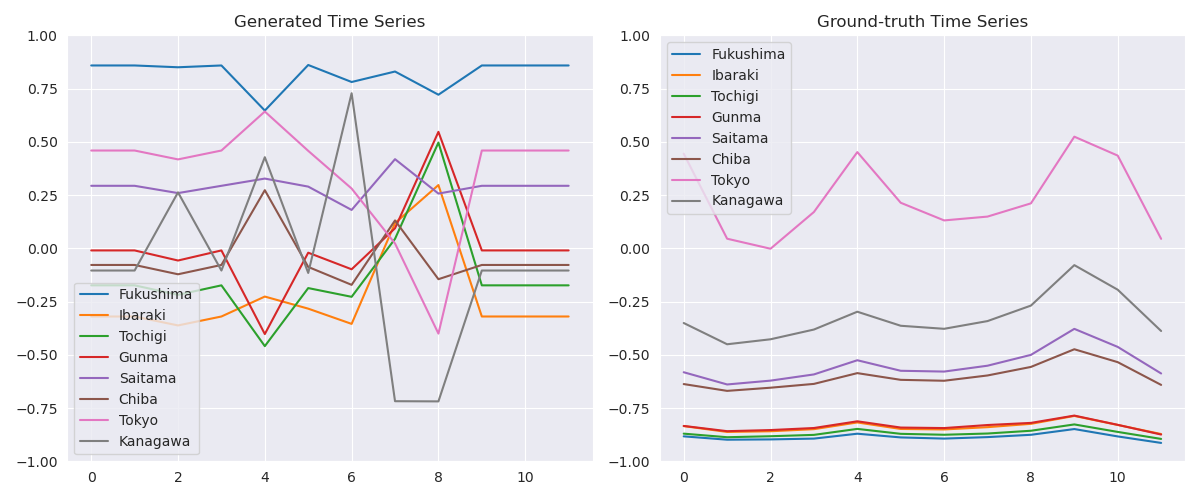 Generated Time Series
1.00
0.75
0.50
0.25
0.00
−0.25
−0.50
−0.75
−1.00
0 2 4 6 8 10
Fukushima
Ibaraki
Tochigi
Gunma
Saitama
Chiba
Tokyo
Kanagawa
Ground-truth Time Series
1.00
0.75
0.50
0.25
0.00
−0.25
−0.50
−0.75
−1.00
0 2 4 6 8 10
Fukushima
Ibaraki
Tochigi
Gunma
Saitama
Chiba
Tokyo
Kanagawa